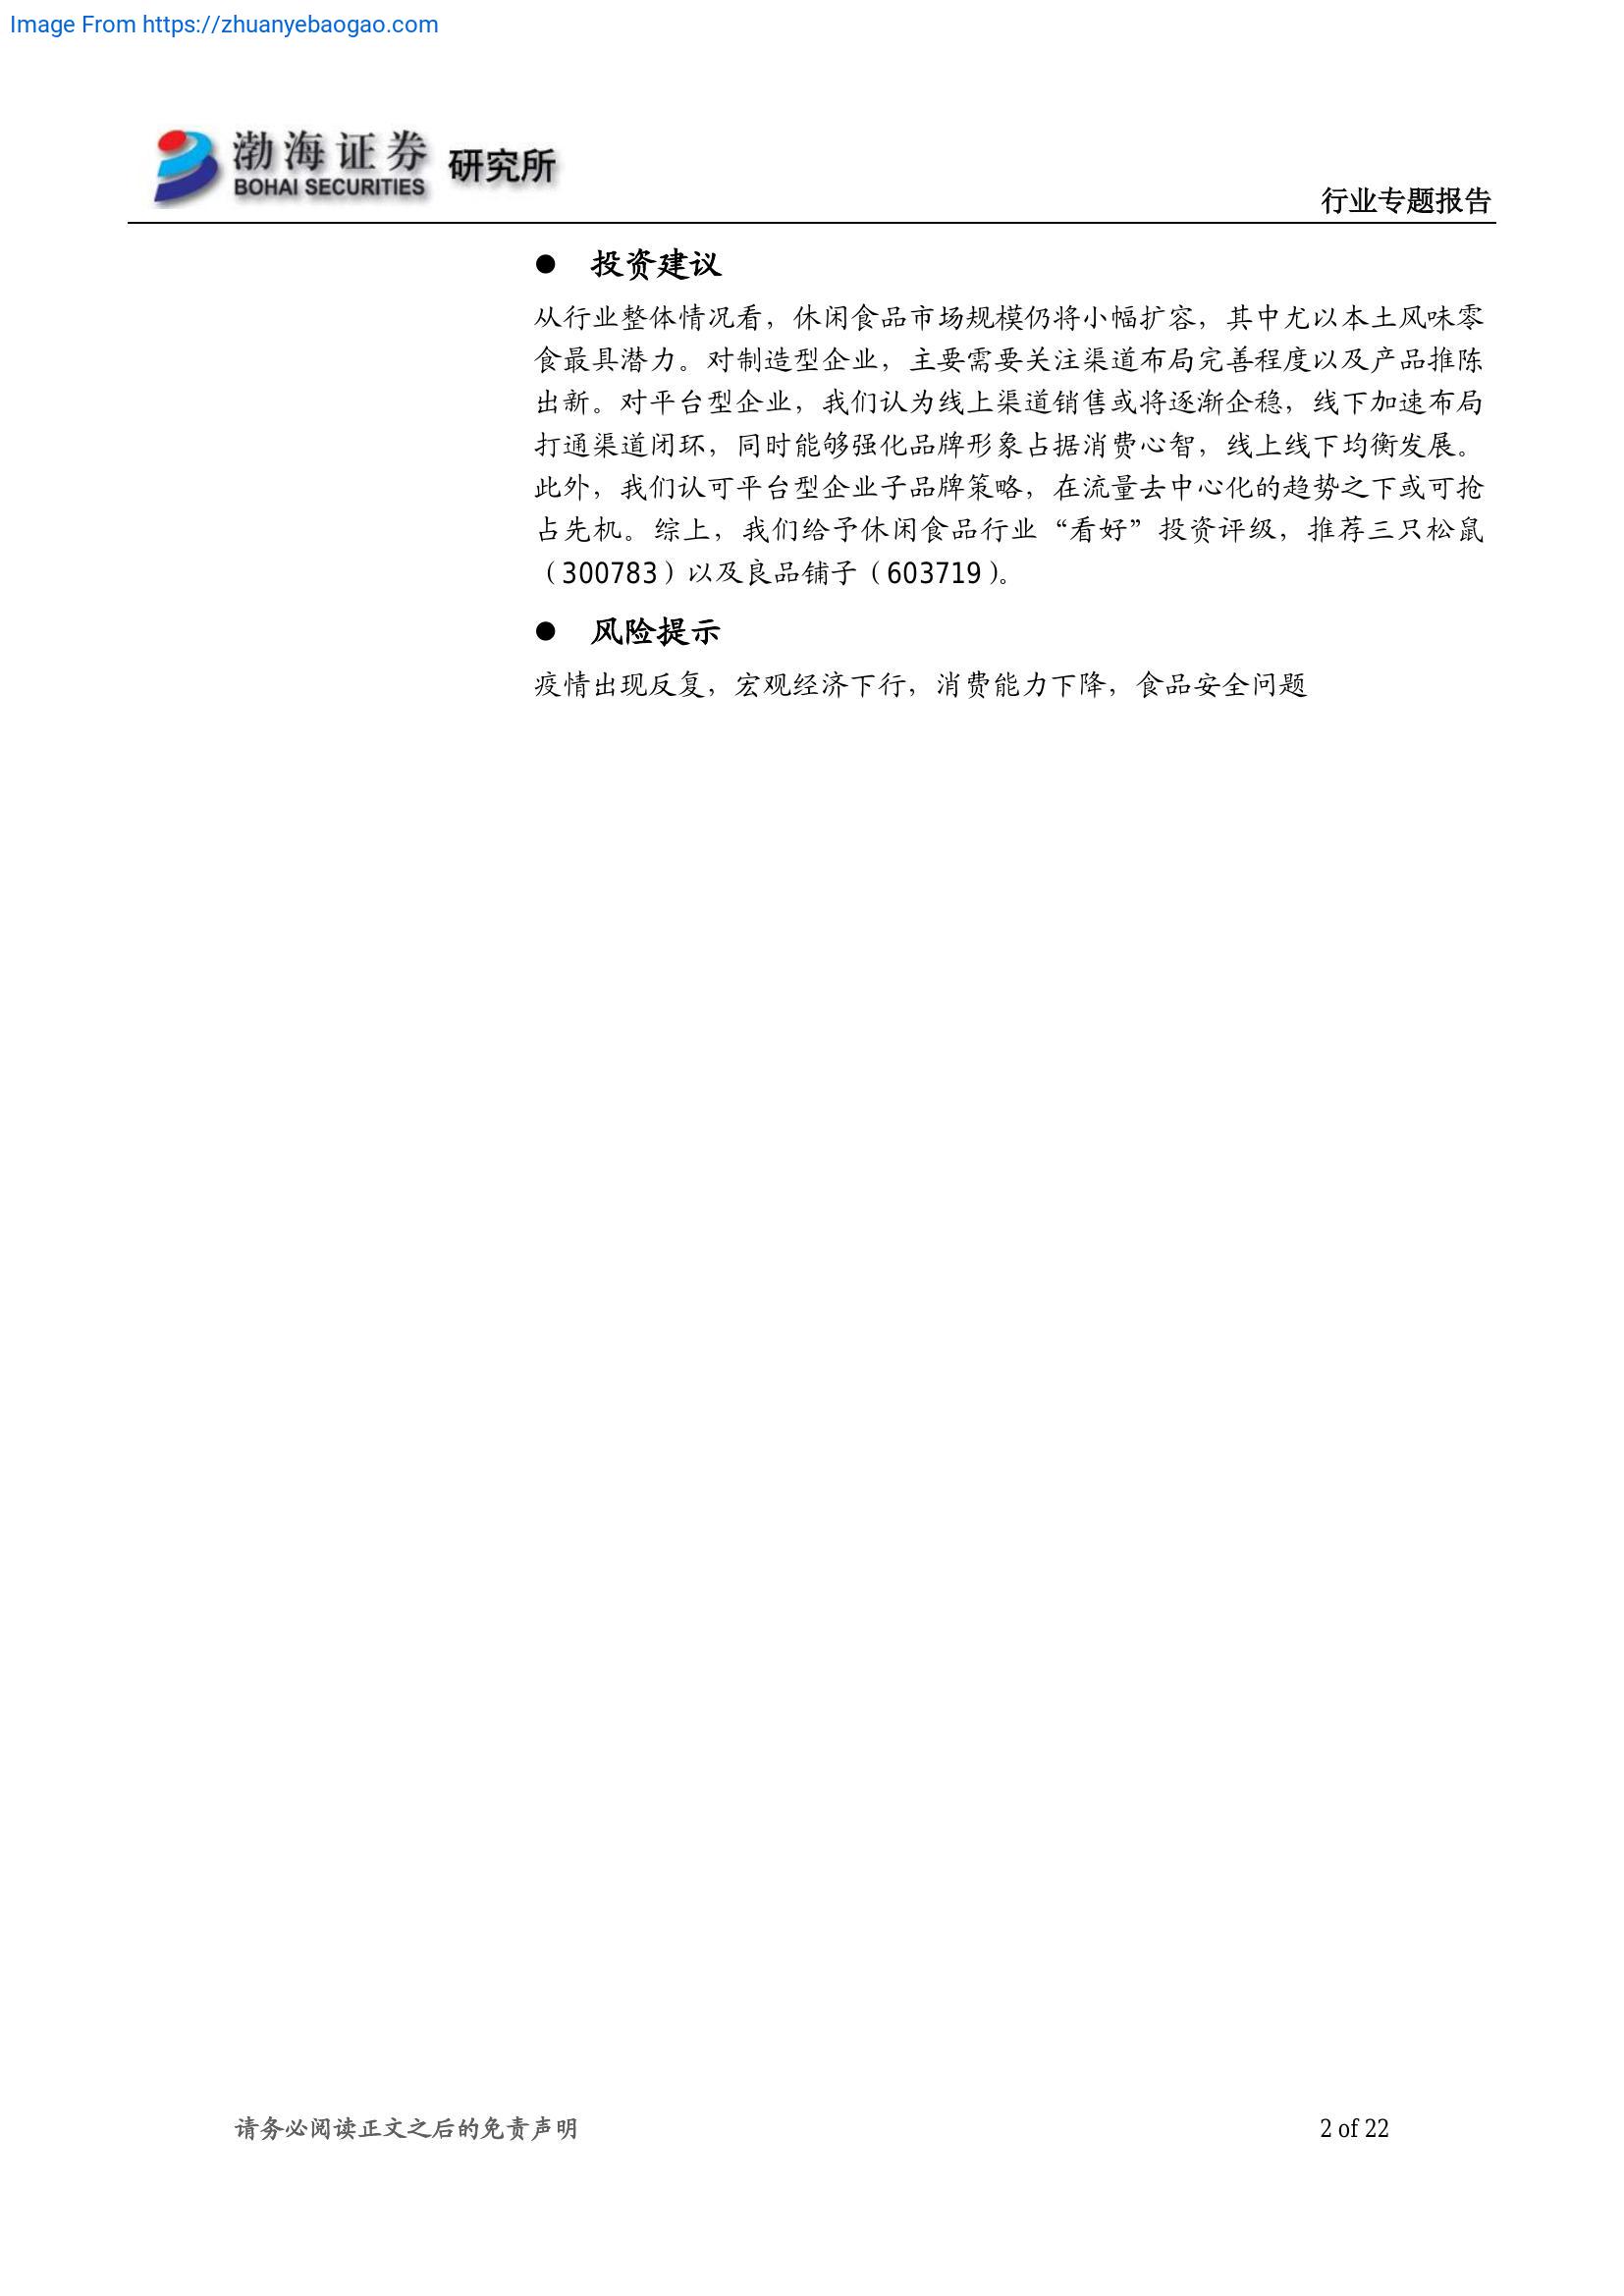 Image From https://zhuanyebaogao.com
渤海证券 研究所
BOHAI SECURITIES
行业专题报告
● 投资建议
从行业整体情况看，休闲食品市场规模仍将小幅扩容，其中尤以本土风味零
食最具潜力。对制造型企业，主要需要关注渠道布局完善程度以及产品推陈
出新。对平台型企业，我们认为线上渠道销售或将逐渐企稳，线下加速布局
打通渠道闭环，同时能够强化品牌形象占据消费心智，线上线下均衡发展。
此外，我们认可平台型企业子品牌策略，在流量去中心化的趋势之下或可抢
占先机。综上，我们给予休闲食品行业“看好”投资评级，推荐三只松鼠
（300783）以及良品铺子（603719）。
● 风险提示
疫情出现反复，宏观经济下行，消费能力下降，食品安全问题
请务必阅读正文之后的免责声明
2 of 22